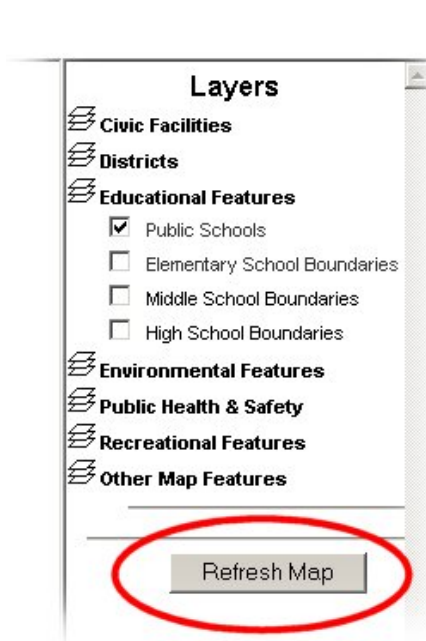 Layers
Civic Facilities
Districts
Educational Features
Public Schools
Elementary School Boundaries
Middle School Boundaries
High School Boundaries
Environmental Features
Public Health & Safety
Recreational Features
Other Map Features
Refresh Map